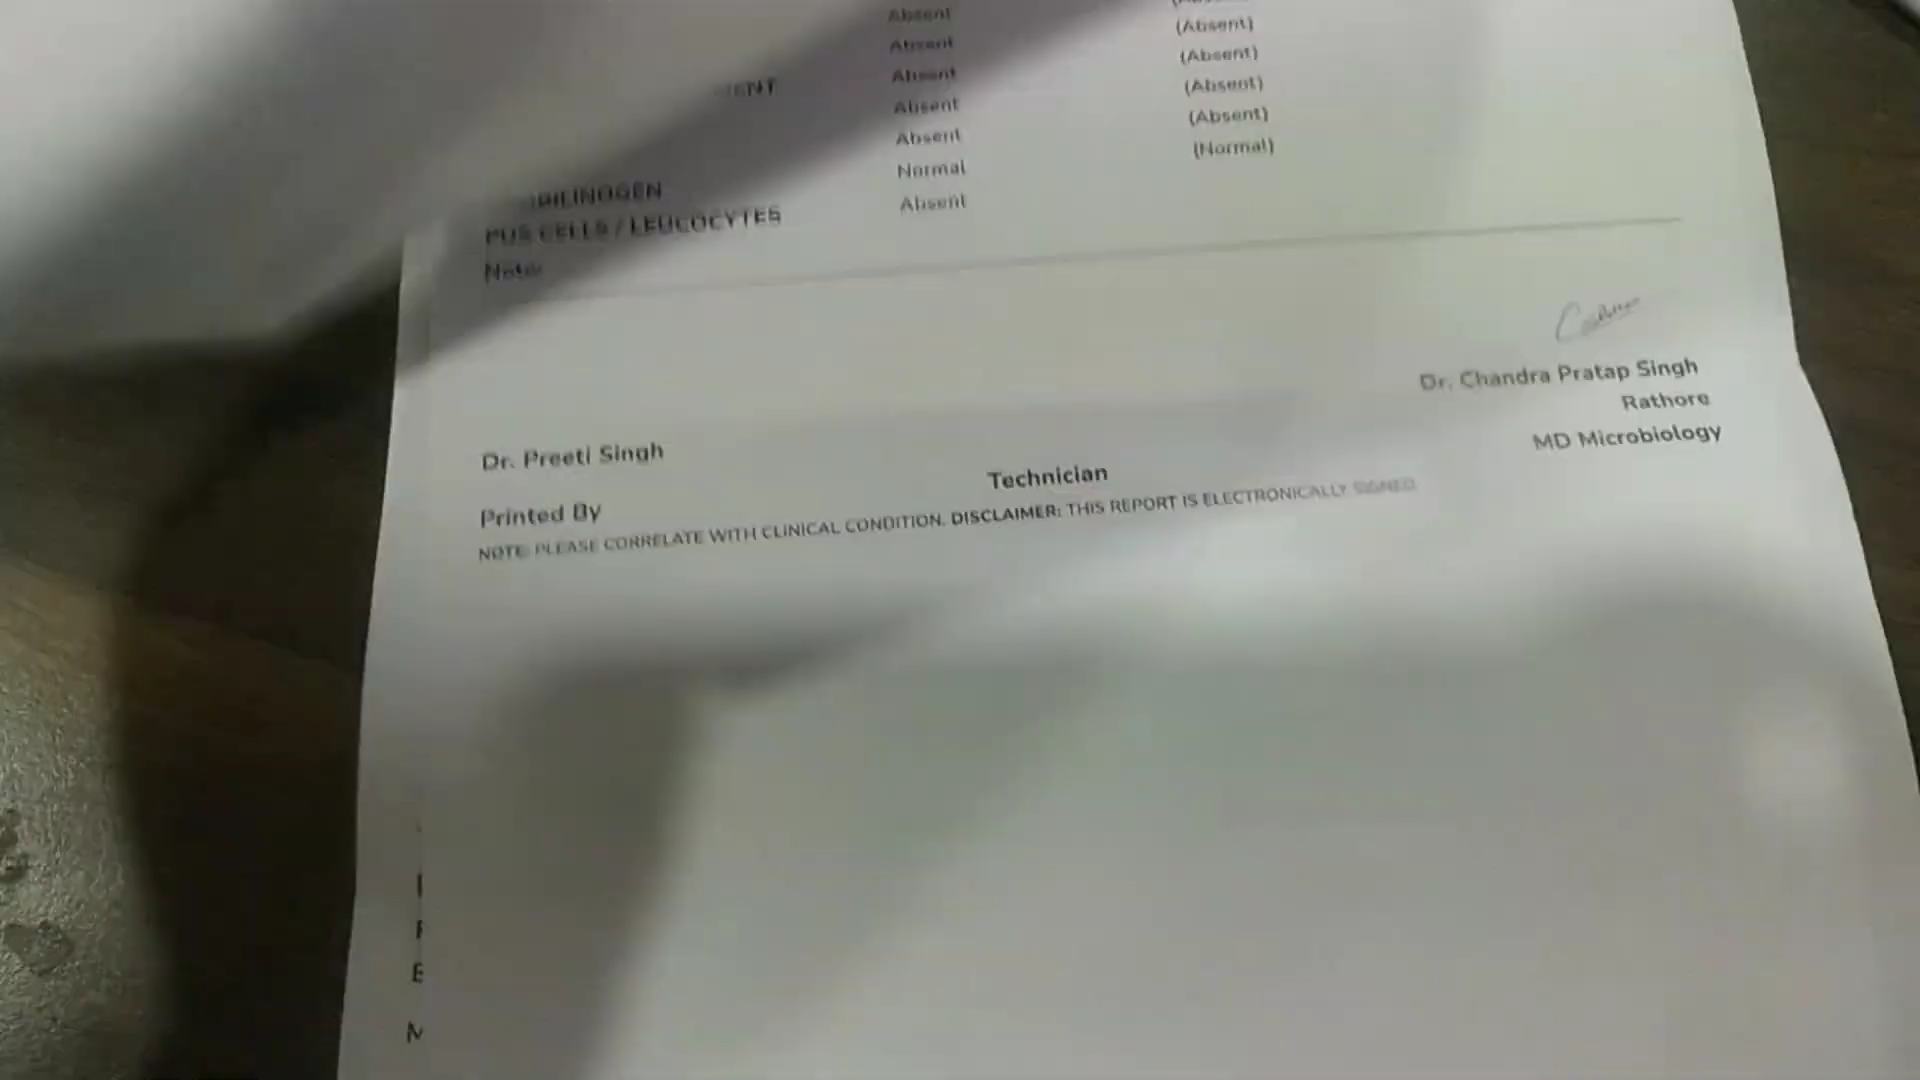 Absent
Absent (Absent)
Absent (Absent)
Absent (Absent)
Absent (Absent)
Normal (Normal)
PUS CELLS / LEUCOCYTES Absent
Note:
Dr. Chandra Pratap Singh
Rathore
MD Microbiology
Dr. Preeti Singh
Technician
Printed By
NOTE: PLEASE CORRELATE WITH CLINICAL CONDITION. DISCLAIMER: THIS REPORT IS ELECTRONICALLY SIGNED